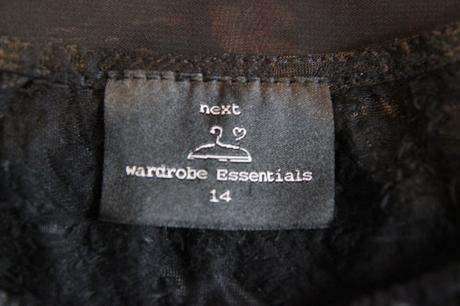 next
wardrobe Essentials
14